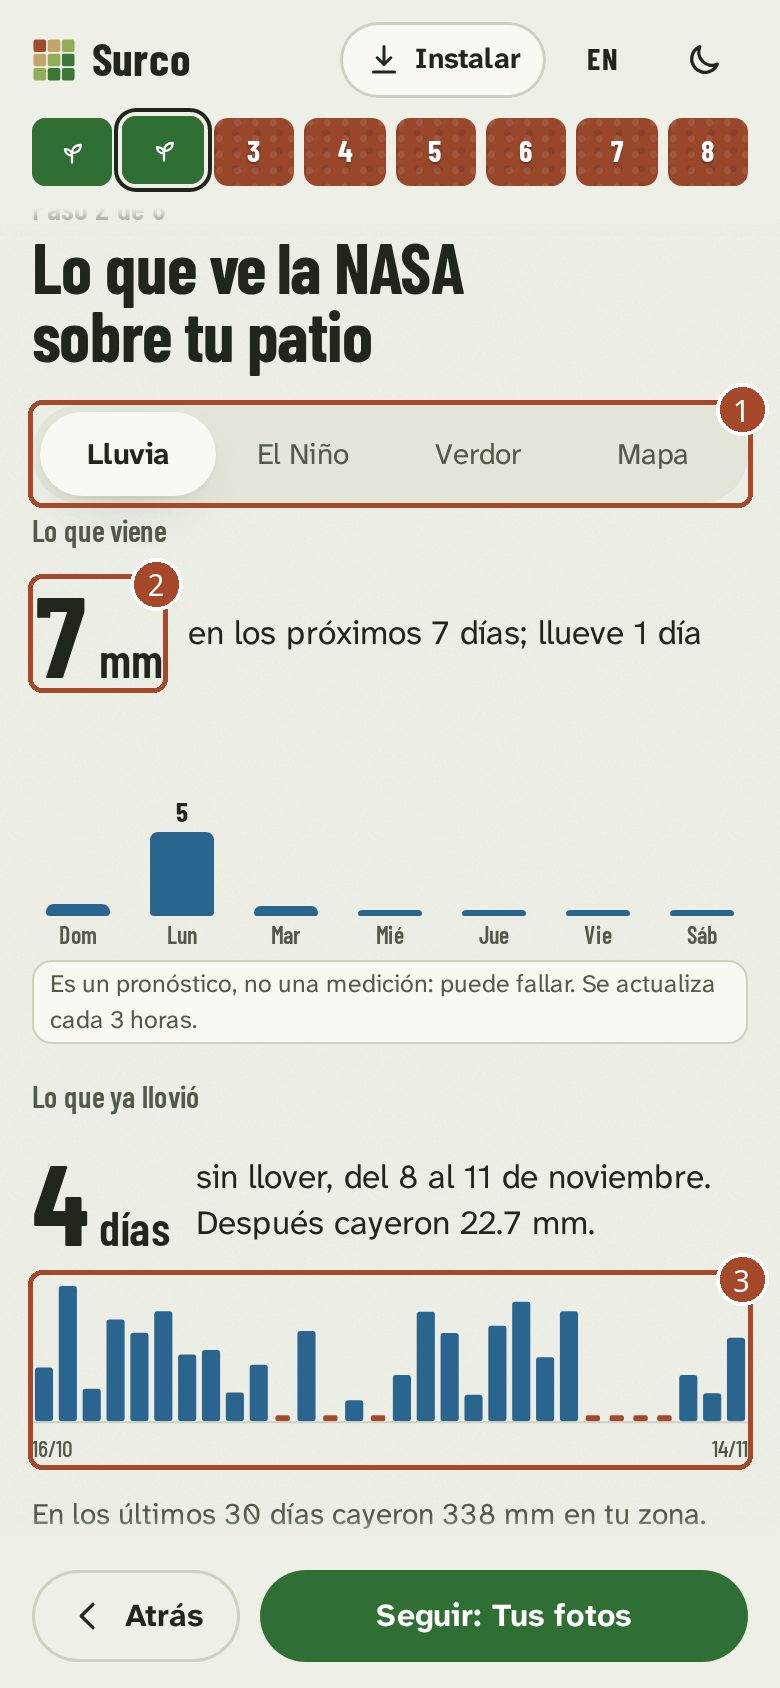 Surco
Instalar
EN
3 4 5 6 7 8
Paso 2 de 6
Lo que ve la NASA
sobre tu patio
1
Lluvia El Niño Verdor Mapa
Lo que viene
2
7 mm en los próximos 7 días; llueve 1 día
5
Dom Lun Mar Mié Jue Vie Sáb
Es un pronóstico, no una medición: puede fallar. Se actualiza
cada 3 horas.
Lo que ya llovió
4 días
sin llover, del 8 al 11 de noviembre.
Después cayeron 22.7 mm.
3
16/10 14/11
En los últimos 30 días cayeron 338 mm en tu zona.
Atrás
Seguir: Tus fotos